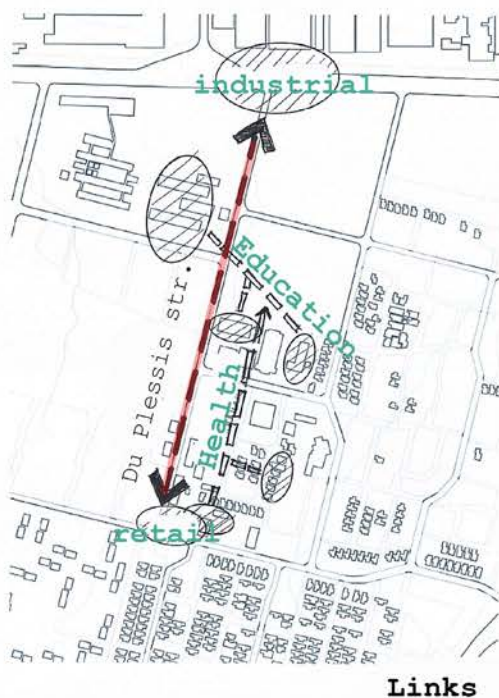 industrial
Education
Du Plessis str.
Health
retail
Links